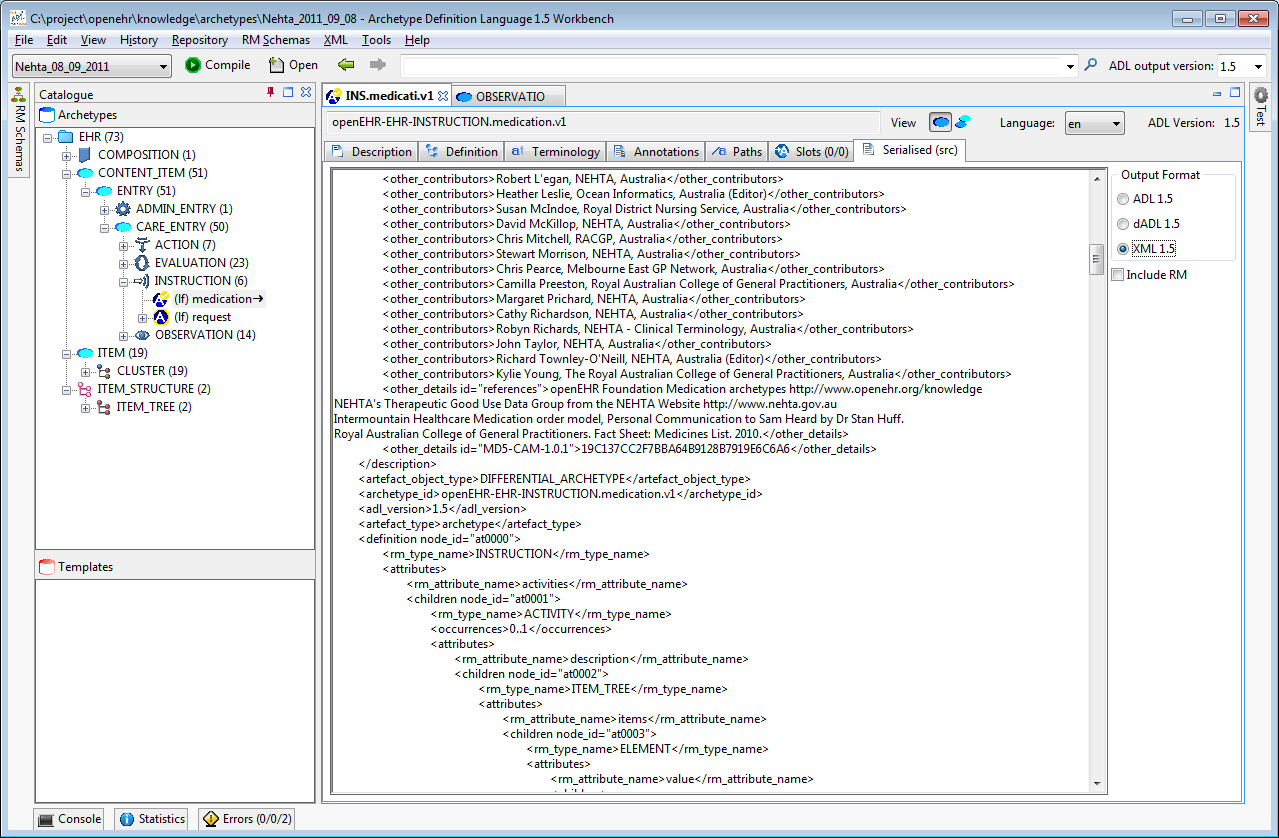 C:\project\openehr\knowledge\archetypes\Nehta_2011_09_08 - Archetype Definition Language 1.5 Workbench
File Edit View History Repository RM Schemas XML Tools Help
Nehta_08_09_2011 Compile Open ADL output version: 1.5
RM Schemas
Catalogue
Archetypes
EHR (73)
COMPOSITION (1)
CONTENT_ITEM (51)
ENTRY (51)
ADMIN_ENTRY (1)
CARE_ENTRY (50)
ACTION (7)
EVALUATION (23)
INSTRUCTION (6)
(If) medication→
(If) request
OBSERVATION (14)
ITEM (19)
CLUSTER (19)
ITEM_STRUCTURE (2)
ITEM_TREE (2)
Templates
INS.medicati.v1 OBSERVATIO
openEHR-EHR-INSTRUCTION.medication.v1 View Language: en ADL Version: 1.5
Description Definition Terminology Annotations Paths Slots (0/0) Serialised (src)
<other_contributors>Robert L'egan, NEHTA, Australia</other_contributors>
<other_contributors>Heather Leslie, Ocean Informatics, Australia (Editor)</other_contributors>
<other_contributors>Susan McIndoe, Royal District Nursing Service, Australia</other_contributors>
<other_contributors>David McKillop, NEHTA, Australia</other_contributors>
<other_contributors>Chris Mitchell, RACGP, Australia</other_contributors>
<other_contributors>Stewart Morrison, NEHTA, Australia</other_contributors>
<other_contributors>Chris Pearce, Melbourne East GP Network, Australia</other_contributors>
<other_contributors>Camilla Preeston, Royal Australian College of General Practitioners, Australia</other_contributors>
<other_contributors>Margaret Prichard, NEHTA, Australia</other_contributors>
<other_contributors>Cathy Richardson, NEHTA, Australia</other_contributors>
<other_contributors>Robyn Richards, NEHTA - Clinical Terminology, Australia</other_contributors>
<other_contributors>John Taylor, NEHTA, Australia</other_contributors>
<other_contributors>Richard Townley-O'Neill, NEHTA, Australia (Editor)</other_contributors>
<other_contributors>Kylie Young, The Royal Australian College of General Practitioners, Australia</other_contributors>
<other_details id="references">openEHR Foundation Medication archetypes http://www.openehr.org/knowledge
NEHTA's Therapeutic Good Use Data Group from the NEHTA Website http://www.nehta.gov.au
Intermountain Healthcare Medication order model, Personal Communication to Sam Heard by Dr Stan Huff.
Royal Australian College of General Practitioners. Fact Sheet: Medicines List. 2010.</other_details>
<other_details id="MD5-CAM-1.0.1">19C137CC2F7BBA64B9128B7919E6C6A6</other_details>
</description>
<artefact_object_type>DIFFERENTIAL_ARCHETYPE</artefact_object_type>
<archetype_id>openEHR-EHR-INSTRUCTION.medication.v1</archetype_id>
<adl_version>1.5</adl_version>
<artefact_type>archetype</artefact_type>
<definition node_id="at0000">
<rm_type_name>INSTRUCTION</rm_type_name>
<attributes>
<rm_attribute_name>activities</rm_attribute_name>
<children node_id="at0001">
<rm_type_name>ACTIVITY</rm_type_name>
<occurrences>0..1</occurrences>
<attributes>
<rm_attribute_name>description</rm_attribute_name>
<children node_id="at0002">
<rm_type_name>ITEM_TREE</rm_type_name>
<attributes>
<rm_attribute_name>items</rm_attribute_name>
<children node_id="at0003">
<rm_type_name>ELEMENT</rm_type_name>
<attributes>
<rm_attribute_name>value</rm_attribute_name>
Output Format
ADL 1.5
dADL 1.5
XML 1.5
Include RM
Test
Console Statistics Errors (0/0/2)